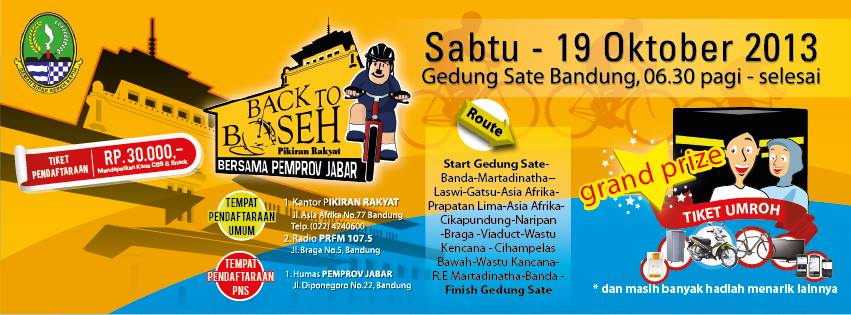 Sabtu - 19 Oktober 2013
Gedung Sate Bandung, 06.30 pagi - selesai
BACK TO
BOSEH
Pikiran Rakyat
BERSAMA PEMPROV JABAR
TIKET
PENDAFTARAAN
RP.30.000,-
Mendapatkan Kaos CBS & Snack
TEMPAT
PENDAFTARAAN
UMUM
1. Kantor PIKIRAN RAKYAT
Jl. Asia Afrika No.77 Bandung
Telp. (022) 4240600
2. Radio PRFM 107.5
Jl. Braga No.5, Bandung
TEMPAT
PENDAFTARAAN
PNS
1. Humas PEMPROV JABAR
Jl. Diponegoro No.22, Bandung
Route
Start Gedung Sate-
Banda-Martadinatha–
Laswi-Gatsu-Asia Afrika-
Prapatan Lima-Asia Afrika-
Cikapundung-Naripan
-Braga -Viaduct-Wastu
Kencana - Cihampelas
Bawah-Wastu Kancana-
R.E Martadinatha-Banda -
Finish Gedung Sate
grand prize
TIKET UMROH
* dan masih banyak hadiah menarik lainnya